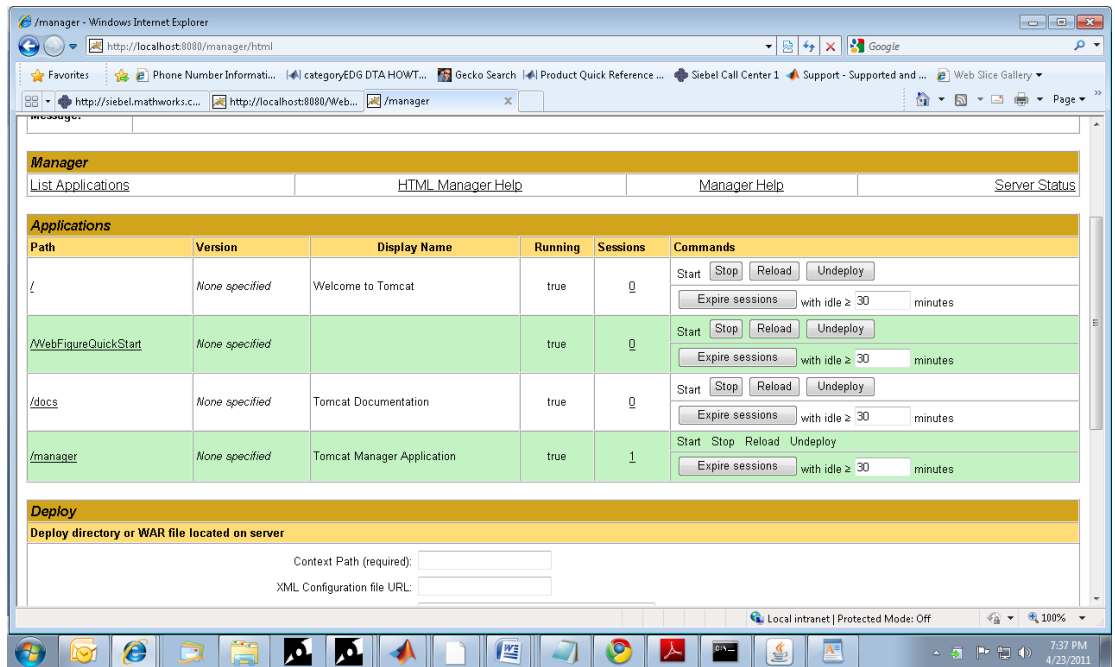 /manager - Windows Internet Explorer
http://localhost:8080/manager/html
Google
Favorites Phone Number Informati... categoryEDG DTA HOWT... Gecko Search Product Quick Reference ... Siebel Call Center 1 Support - Supported and ... Web Slice Gallery
http://siebel.mathworks.c... http://localhost:8080/Web... /manager x Page »
Message:
Manager
List Applications HTML Manager Help Manager Help Server Status
Applications
Path Version Display Name Running Sessions Commands
/ None specified Welcome to Tomcat true 0 Start Stop Reload Undeploy
Expire sessions with idle ≥ 30 minutes
/WebFigureQuickStart None specified true 0 Start Stop Reload Undeploy
Expire sessions with idle ≥ 30 minutes
/docs None specified Tomcat Documentation true 0 Start Stop Reload Undeploy
Expire sessions with idle ≥ 30 minutes
/manager None specified Tomcat Manager Application true 1 Start Stop Reload Undeploy
Expire sessions with idle ≥ 30 minutes
Deploy
Deploy directory or WAR file located on server
Context Path (required):
XML Configuration file URL:
Local intranet | Protected Mode: Off 100%
7:37 PM
4/23/2011